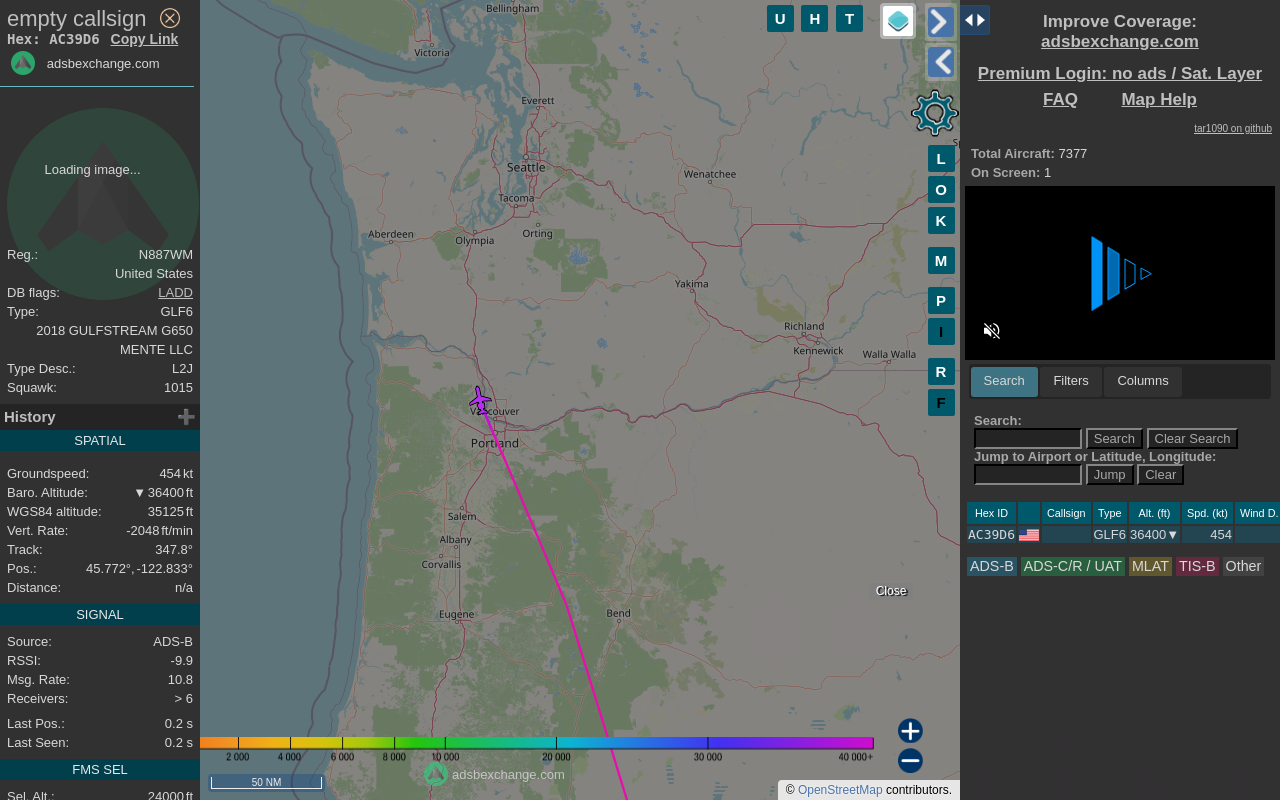 empty callsign
Hex: AC39D6 Copy Link
adsbexchange.com
Loading image...
Reg.: N887WM
United States
DB flags: LADD
Type: GLF6
2018 GULFSTREAM G650
MENTE LLC
Type Desc.: L2J
Squawk: 1015
History
SPATIAL
Groundspeed: 454 kt
Baro. Altitude: ▼ 36400 ft
WGS84 altitude: 35125 ft
Vert. Rate: -2048 ft/min
Track: 347.8°
Pos.: 45.772°, -122.833°
Distance: n/a
SIGNAL
Source: ADS-B
RSSI: -9.9
Msg. Rate: 10.8
Receivers: > 6
Last Pos.: 0.2 s
Last Seen: 0.2 s
FMS SEL
Sel. Alt.: 24000 ft
Bellingham
Victoria
Everett
Seattle
Wenatchee
Tacoma
Aberdeen
Olympia
Orting
Yakima
Richland
Kennewick
Walla Walla
Vancouver
Portland
Salem
Albany
Corvallis
Eugene
Bend
Close
U H T
L
O
K
M
P
I
R
F
2 000 4 000 6 000 8 000 10 000 20 000 30 000 40 000+
adsbexchange.com
50 NM
© OpenStreetMap contributors.
Improve Coverage:
adsbexchange.com
Premium Login: no ads / Sat. Layer
FAQ Map Help
tar1090 on github
Total Aircraft: 7377
On Screen: 1
Search Filters Columns
Search:
Search Clear Search
Jump to Airport or Latitude, Longitude:
Jump Clear
Hex ID Callsign Type Alt. (ft) Spd. (kt) Wind D.
AC39D6 GLF6 36400▼ 454
ADS-B ADS-C/R / UAT MLAT TIS-B Other